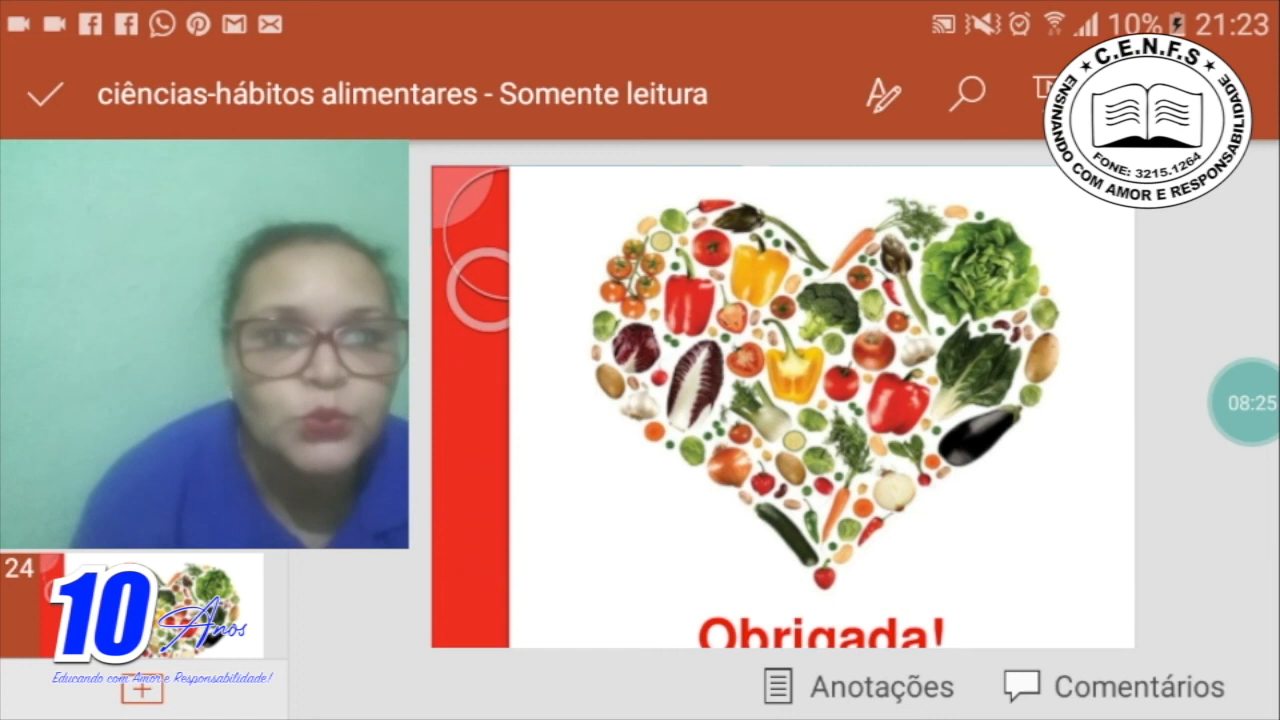 10% 21:23
ciências-hábitos alimentares - Somente leitura
C.E.N.F.S
ENSINANDO COM AMOR E RESPONSABILIDADE
FONE: 3215.1264
08:25
Obrigada!
24
10 Anos
Educando com Amor e Responsabilidade!
Anotações
Comentários